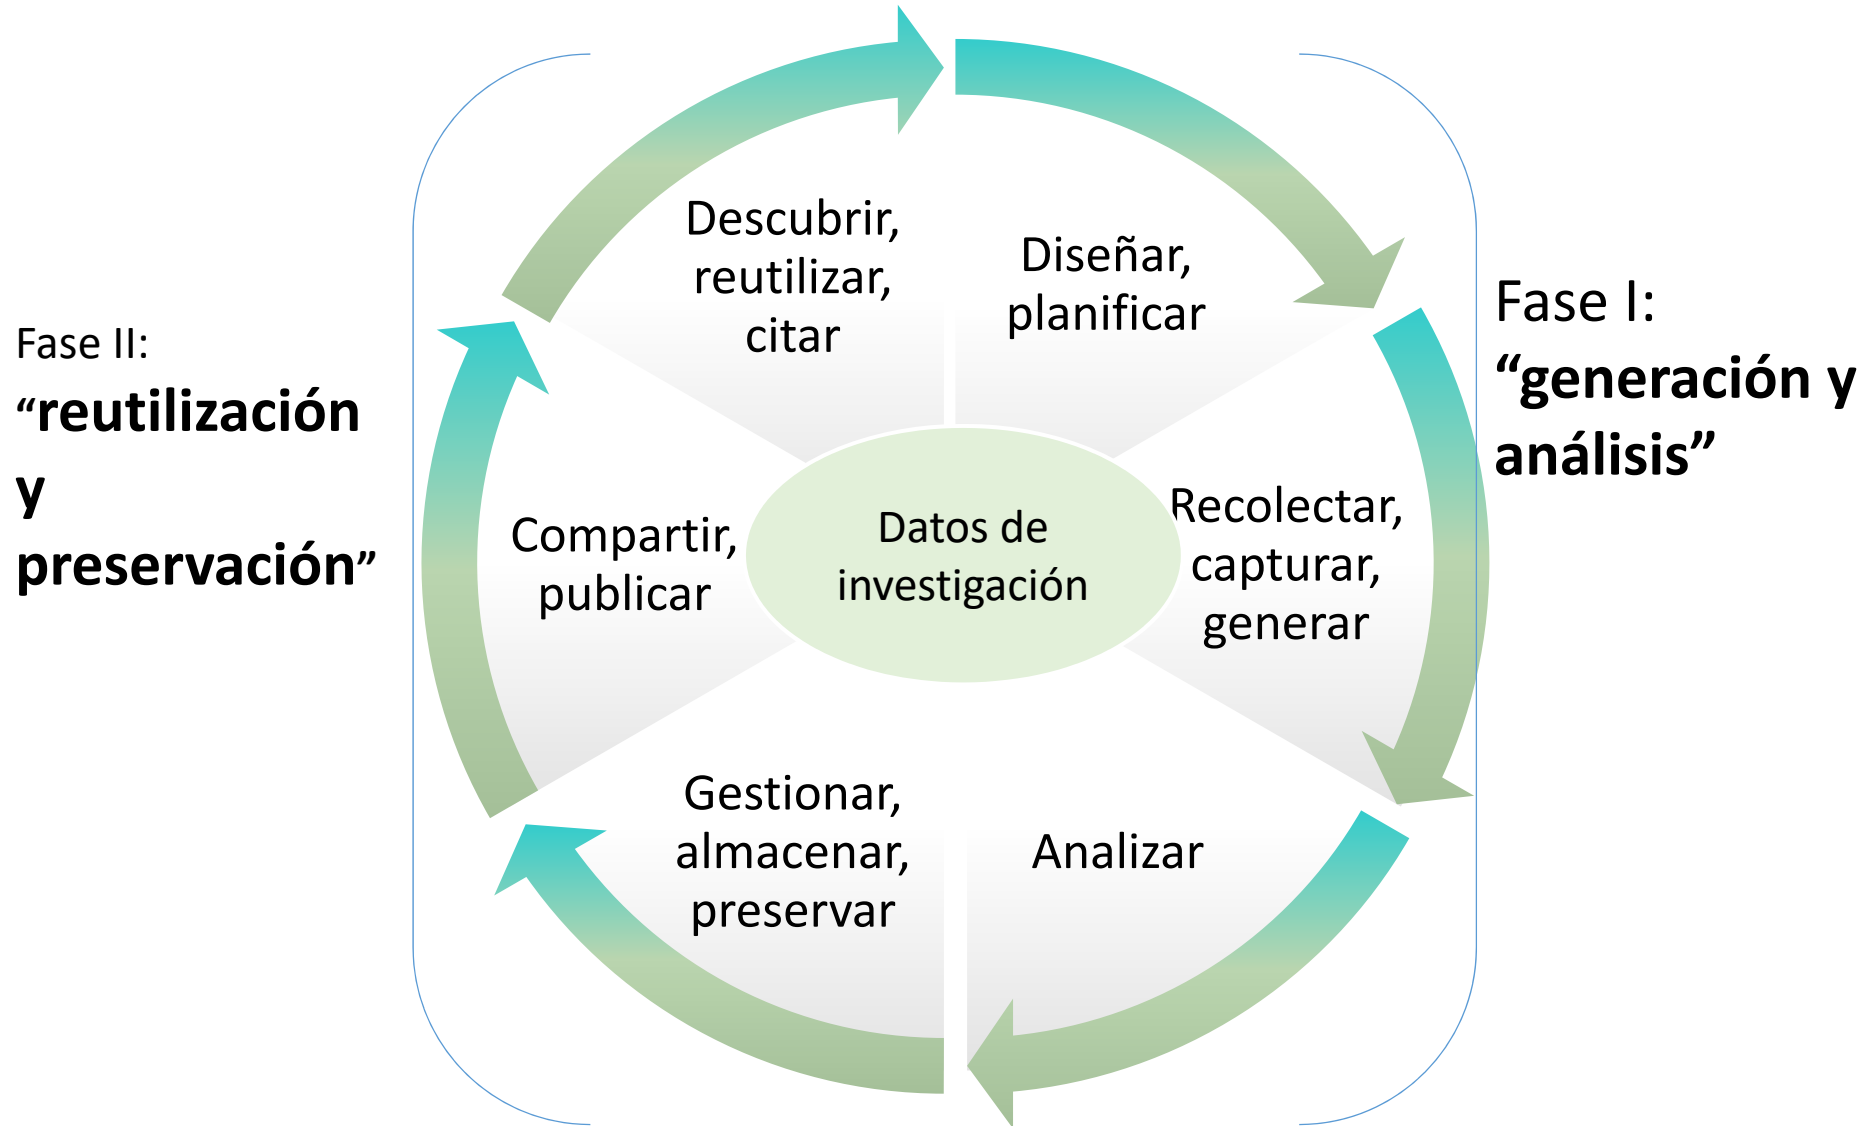 Descubrir,
reutilizar,
citar
Diseñar,
planificar
Fase I:
“generación y
análisis”
Recolectar,
capturar,
generar
Datos de
investigación
Analizar
Gestionar,
almacenar,
preservar
Compartir,
publicar
Fase II:
“reutilización
y
preservación”